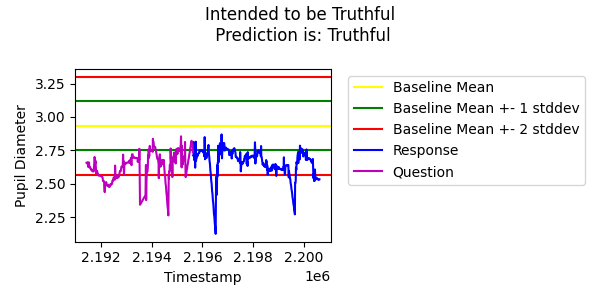 Intended to be Truthful
Prediction is: Truthful
Pupil Diameter
3.25
3.00
2.75
2.50
2.25
2.192
2.194
2.196
2.198
2.200
1e6
Timestamp
Baseline Mean
Baseline Mean +- 1 stddev
Baseline Mean +- 2 stddev
Response
Question